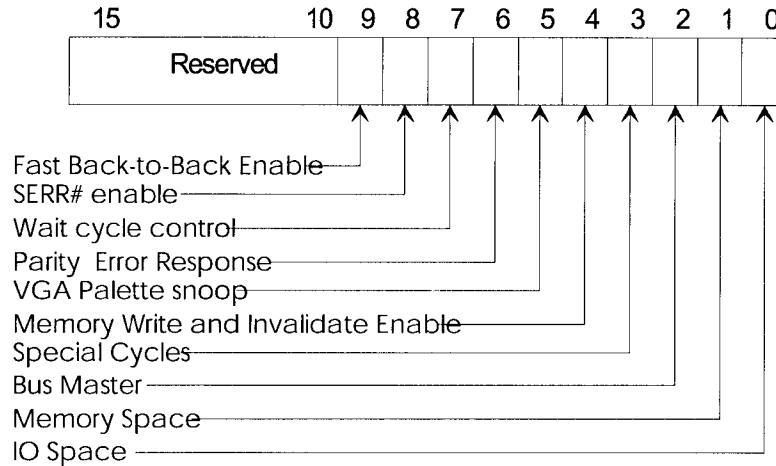 15 10 9 8 7 6 5 4 3 2 1 0
Reserved
Fast Back-to-Back Enable
SERR# enable
Wait cycle control
Parity Error Response
VGA Palette snoop
Memory Write and Invalidate Enable
Special Cycles
Bus Master
Memory Space
IO Space